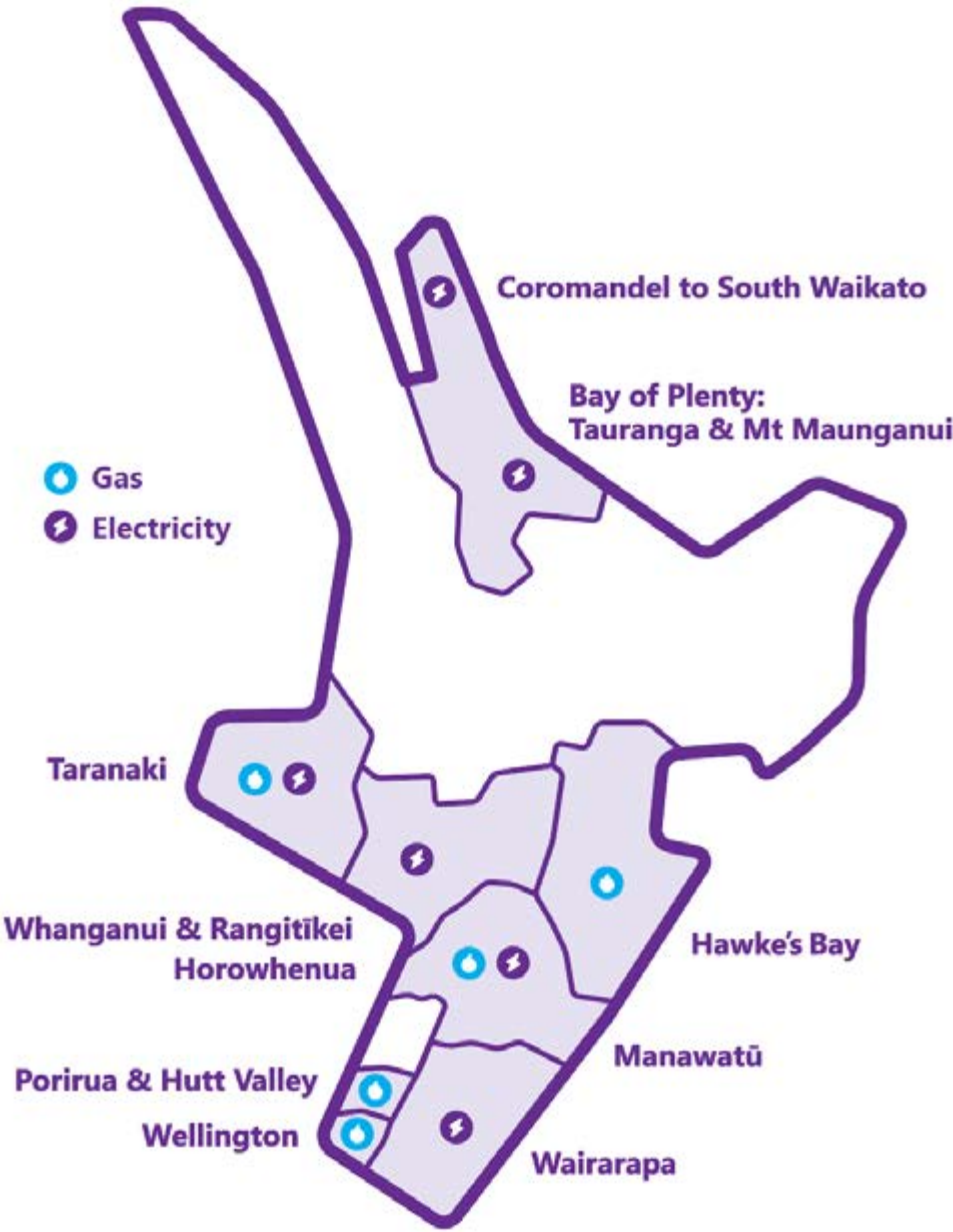 Coromandel to South Waikato
Bay of Plenty:
Tauranga & Mt Maunganui
Gas
Electricity
Taranaki
Whanganui & Rangitīkei
Horowhenua
Hawke's Bay
Manawatū
Porirua & Hutt Valley
Wellington
Wairarapa